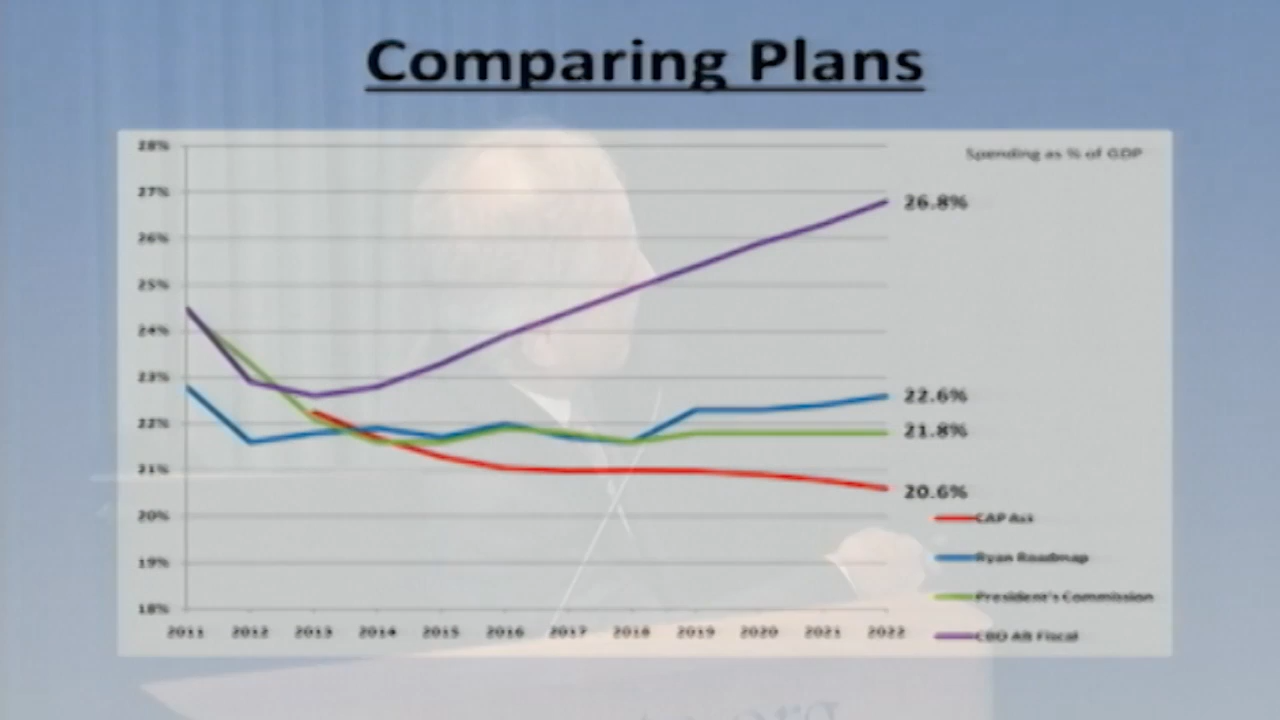 Comparing Plans
Spending as % of GDP
28%
27%
26%
25%
24%
23%
22%
21%
20%
19%
18%
26.8%
22.6%
21.8%
20.6%
CAP Act
Ryan Roadmap
President's Commission
CBO Alt Fiscal
2011 2012 2013 2014 2015 2016 2017 2018 2019 2020 2021 2022